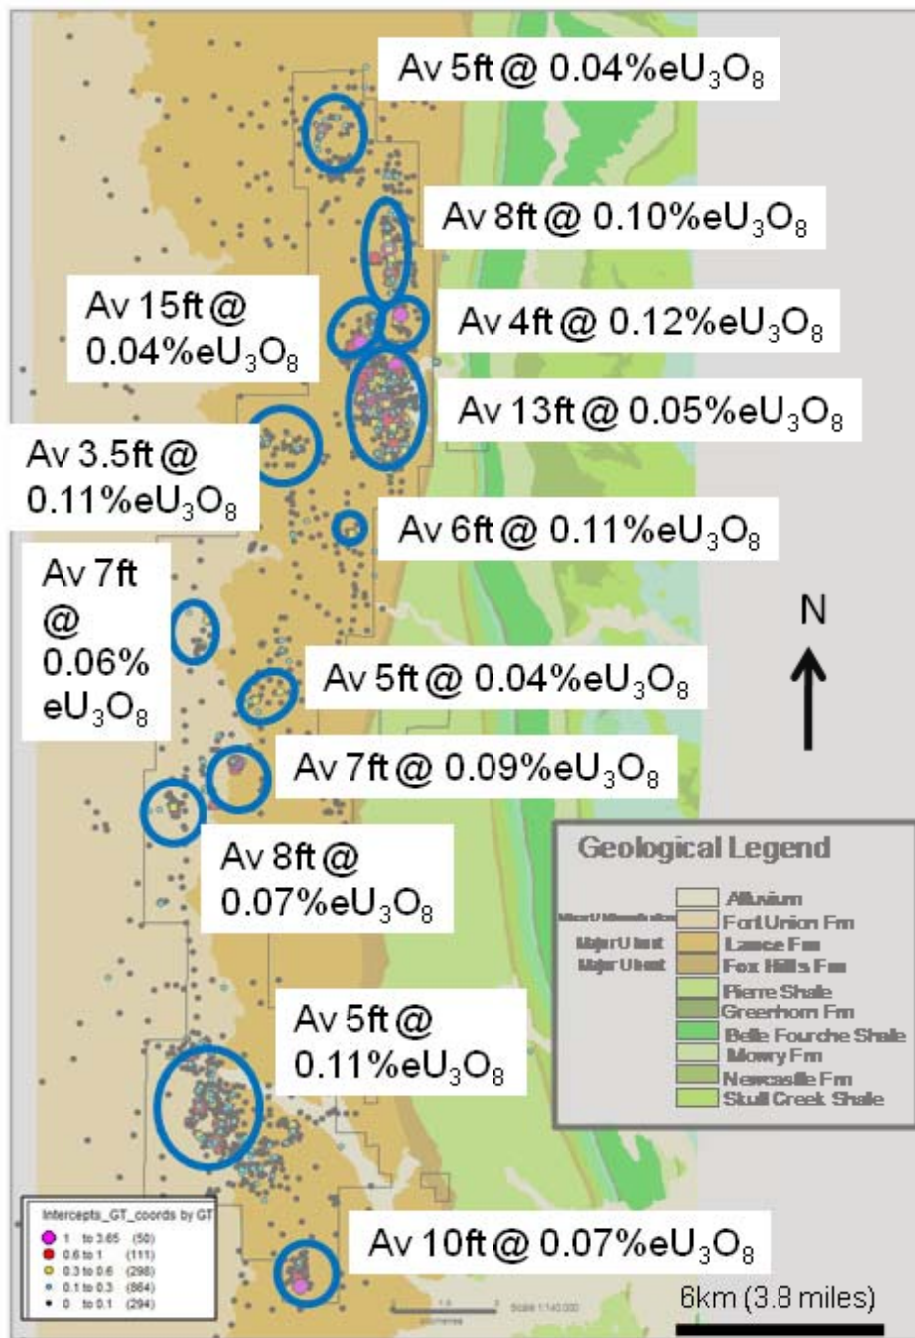 Av 5ft @ 0.04%eU₃O₈
Av 8ft @ 0.10%eU₃O₈
Av 15ft @
0.04%eU₃O₈
Av 4ft @ 0.12%eU₃O₈
Av 13ft @ 0.05%eU₃O₈
Av 3.5ft @
0.11%eU₃O₈
Av 6ft @ 0.11%eU₃O₈
Av 7ft
@
0.06%
eU₃O₈
N
Av 5ft @ 0.04%eU₃O₈
Av 7ft @ 0.09%eU₃O₈
Av 8ft @
0.07%eU₃O₈
Geological Legend
Alluvium
Fort Union Fm
Major U host Lance Fm
Major U host Fox Hills Fm
Pierre Shale
Greenhorn Fm
Belle Fourche Shale
Mowry Fm
Newcastle Fm
Skull Creek Shale
Av 5ft @
0.11%eU₃O₈
Intercepts_GT_coords by GT
1 to 3.65 (50)
0.6 to 1 (111)
0.3 to 0.6 (298)
0.1 to 0.3 (864)
0 to 0.1 (294)
Av 10ft @ 0.07%eU₃O₈
Scale 1:140,000
kilometres
6km (3.8 miles)